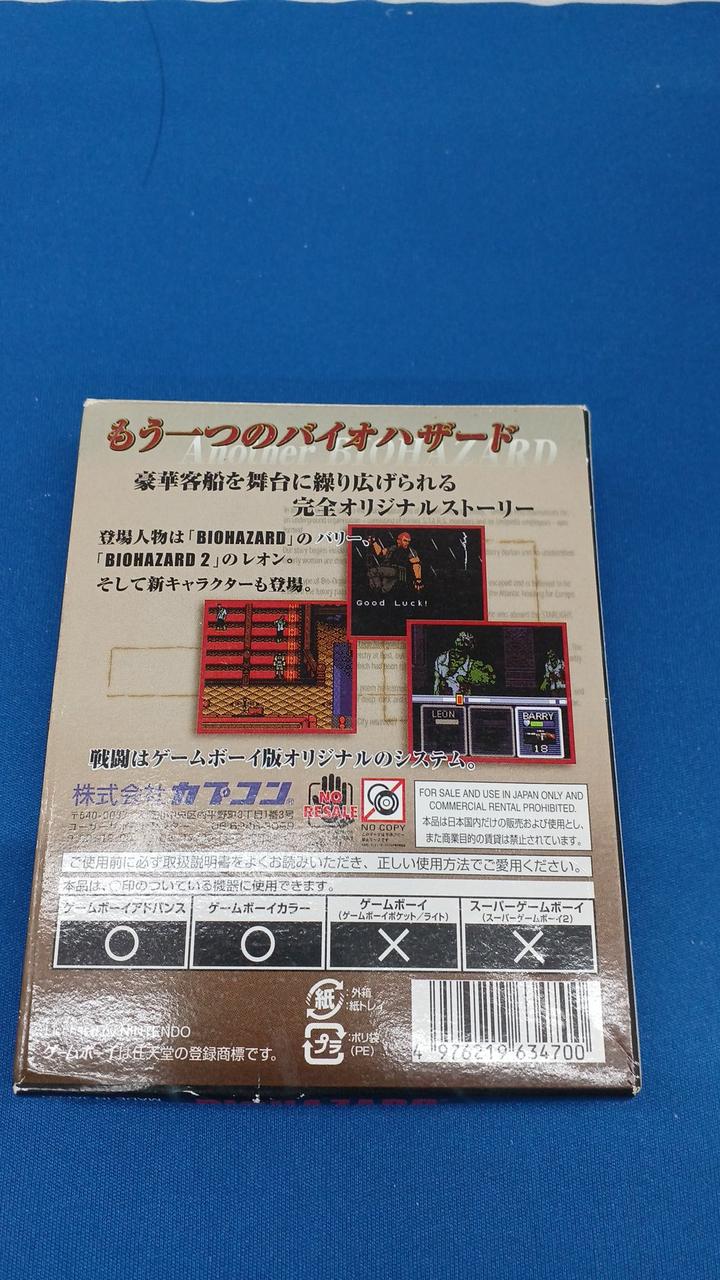 もう一つのバイオハザード
Another BIOHAZARD
豪華客船を舞台に繰り広げられる
完全オリジナルストーリー
登場人物は「BIOHAZARD」のバリー、
「BIOHAZARD 2」のレオン。
そして新キャラクターも登場。
Good Luck!
LEON
BARRY
18
戦闘はゲームボーイ版オリジナルのシステム。
株式会社カプコン
NO
RESALE
NO COPY
FOR SALE AND USE IN JAPAN ONLY AND
COMMERCIAL RENTAL PROHIBITED.
本品は日本国内だけの販売および使用とし、
また商業目的の賃貸は禁止されています。
ご使用前に必ず取扱説明書をよくお読みいただき、正しい使用方法でご愛用ください。
本品は、○印のついている機器に使用できます。
ゲームボーイアドバンス
ゲームボーイカラー
ゲームボーイ
(ゲームボーイポケット/ライト)
スーパーゲームボーイ
(スーパーゲームボーイ2)
○ ○ × ×
紙 :外箱
:紙トレイ
プラ :ポリ袋
(PE)
NINTENDO
ゲームボーイは任天堂の登録商標です。
4 976219 634700